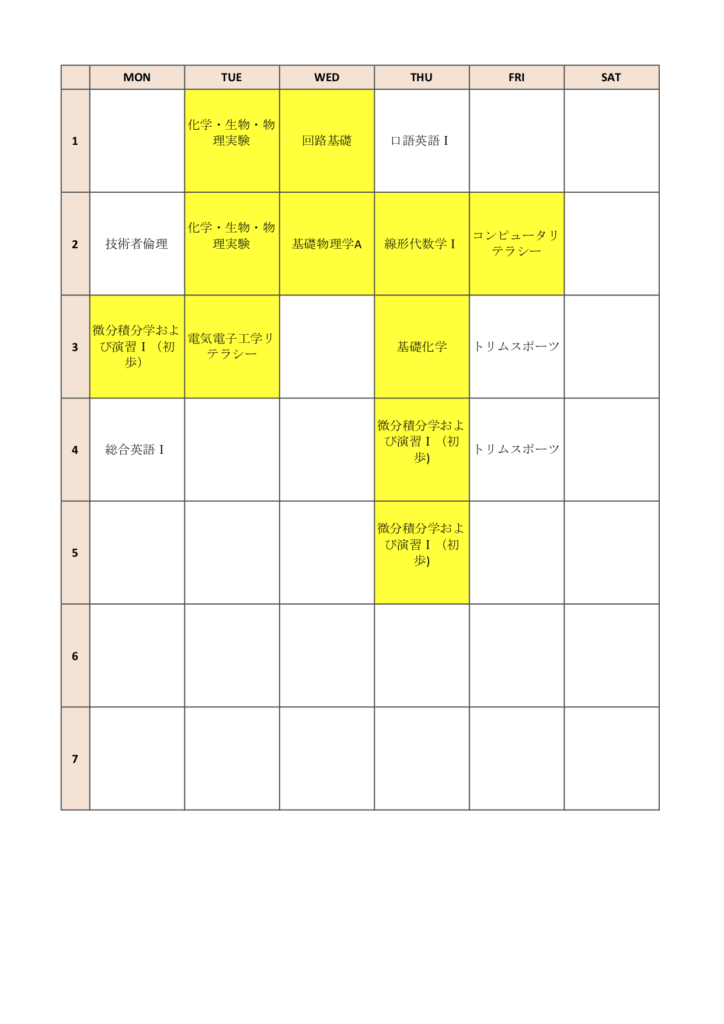 MON TUE WED THU FRI SAT
1
化学・生物・物
理実験
回路基礎
口語英語Ⅰ
2
技術者倫理
化学・生物・物
理実験
基礎物理学A
線形代数学Ⅰ
コンピュータリ
テラシー
3
微分積分学およ
び演習Ⅰ（初
歩）
電気電子工学リ
テラシー
基礎化学
トリムスポーツ
4
総合英語Ⅰ
微分積分学およ
び演習Ⅰ（初
歩)
トリムスポーツ
5
微分積分学およ
び演習Ⅰ（初
歩)
6
7